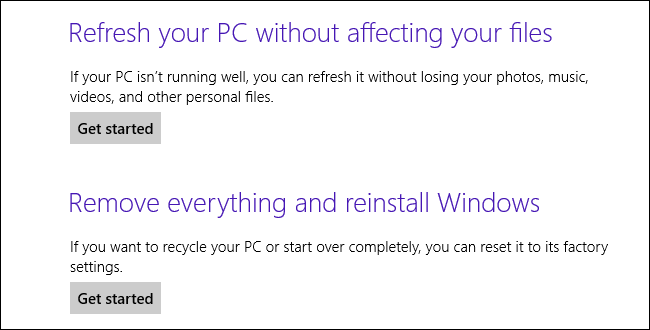 Refresh your PC without affecting your files
If your PC isn't running well, you can refresh it without losing your photos, music,
videos, and other personal files.
Get started
Remove everything and reinstall Windows
If you want to recycle your PC or start over completely, you can reset it to its factory
settings.
Get started